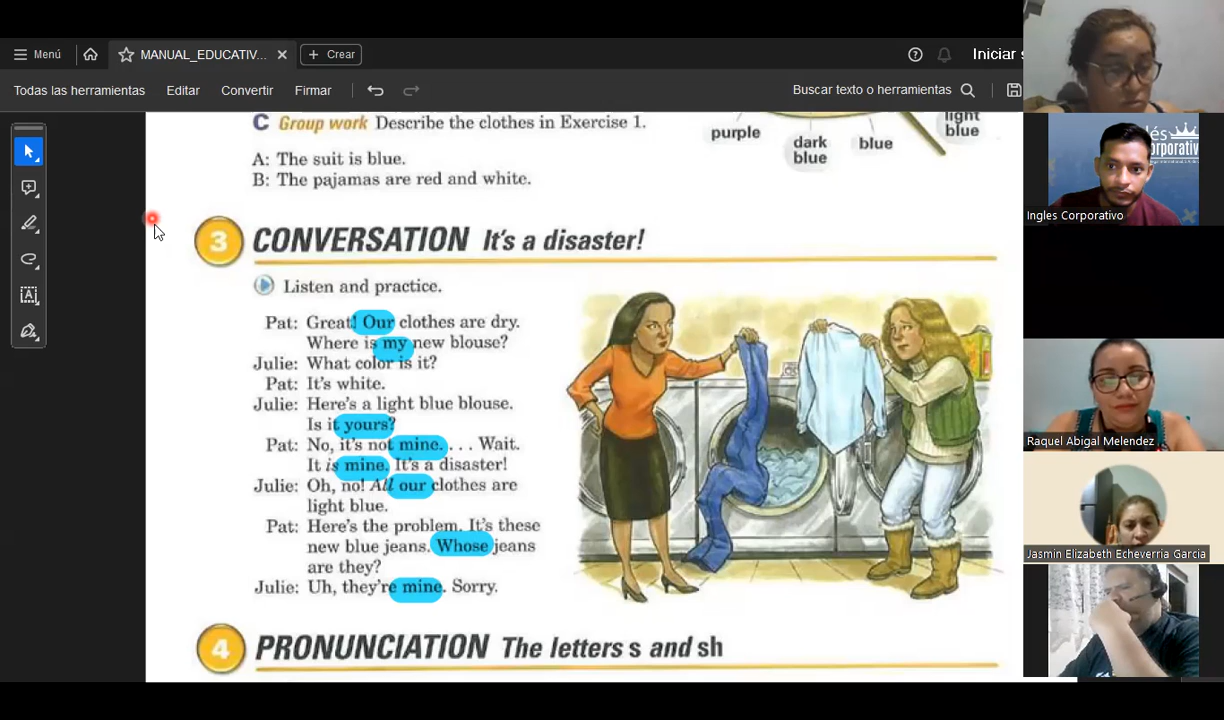 Menú
MANUAL_EDUCATIV...
Crear
Iniciar s
Todas las herramientas
Editar
Convertir
Firmar
Buscar texto o herramientas
C Group work Describe the clothes in Exercise 1.
A: The suit is blue.
B: The pajamas are red and white.
purple
dark
blue
blue
light
blue
3 CONVERSATION It's a disaster!
Listen and practice.
Pat: Great! Our clothes are dry.
Where is my new blouse?
Julie: What color is it?
Pat: It's white.
Julie: Here's a light blue blouse.
Is it yours?
Pat: No, it's not mine. . . . Wait.
It is mine. It's a disaster!
Julie: Oh, no! All our clothes are
light blue.
Pat: Here's the problem. It's these
new blue jeans. Whose jeans
are they?
Julie: Uh, they're mine. Sorry.
4 PRONUNCIATION The letters s and sh
lés
orporativo
Ingles Corporativo
Raquel Abigal Melendez
Jasmin Elizabeth Echeverria Garcia